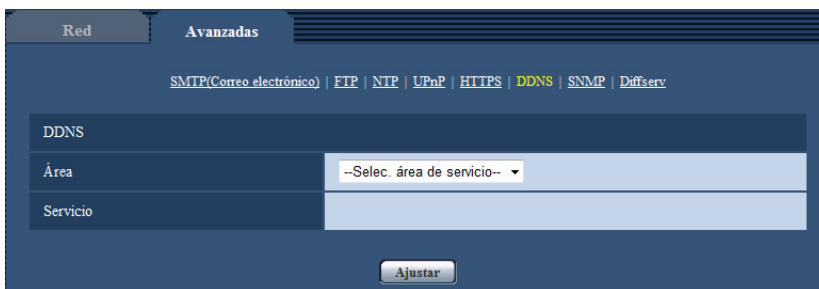 Red
Avanzadas
SMTP(Correo electrónico) | FTP | NTP | UPnP | HTTPS | DDNS | SNMP | Diffserv
DDNS
Área
--Selec. área de servicio--
Servicio
Ajustar